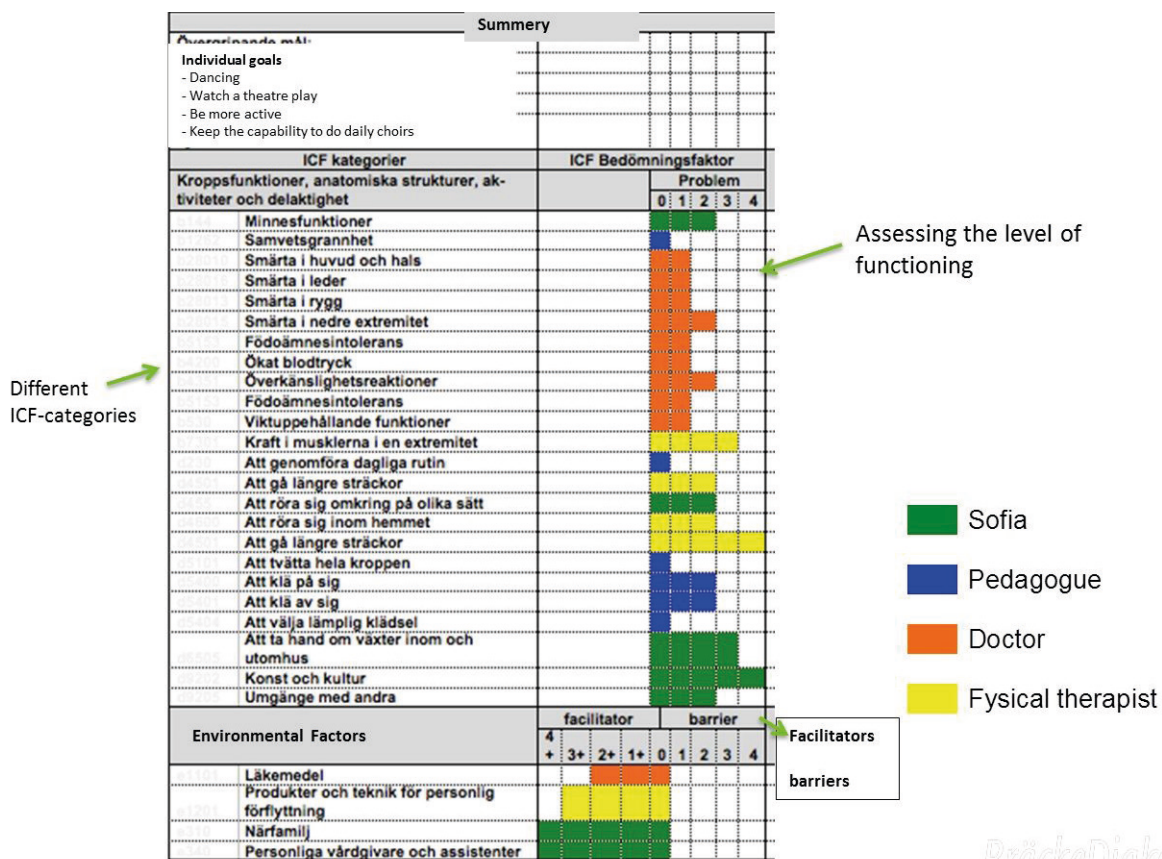 Summery
Övergripande mål:
Individual goals
- Dancing
- Watch a theatre play
- Be more active
- Keep the capability to do daily choirs
ICF kategorier ICF Bedömningsfaktor
Kroppsfunktioner, anatomiska strukturer, ak-
tiviteter och delaktighet
Problem
0 1 2 3 4
b144 Minnesfunktioner
Samvetsgrannhet
Smärta i huvud och hals
Smärta i leder
Smärta i rygg
Smärta i nedre extremitet
Födoämnesintolerans
Ökat blodtryck
Överkänslighetsreaktioner
Födoämnesintolerans
Viktuppehållande funktioner
Kraft i musklerna i en extremitet
Att genomföra dagliga rutin
Att gå längre sträckor
Att röra sig omkring på olika sätt
Att röra sig inom hemmet
Att gå längre sträckor
Att tvätta hela kroppen
Att klä på sig
Att klä av sig
Att välja lämplig klädsel
Att ta hand om växter inom och
utomhus
Konst och kultur
Umgänge med andra
Environmental Factors
facilitator barrier
4
+ 3+ 2+ 1+ 0 1 2 3 4
e1101 Läkemedel
Produkter och teknik för personlig
e1201 förflyttning
e310 Närfamilj
e340 Personliga vårdgivare och assistenter
Different
ICF-categories
Assessing the level of
functioning
Sofia
Pedagogue
Doctor
Fysical therapist
Facilitators
barriers